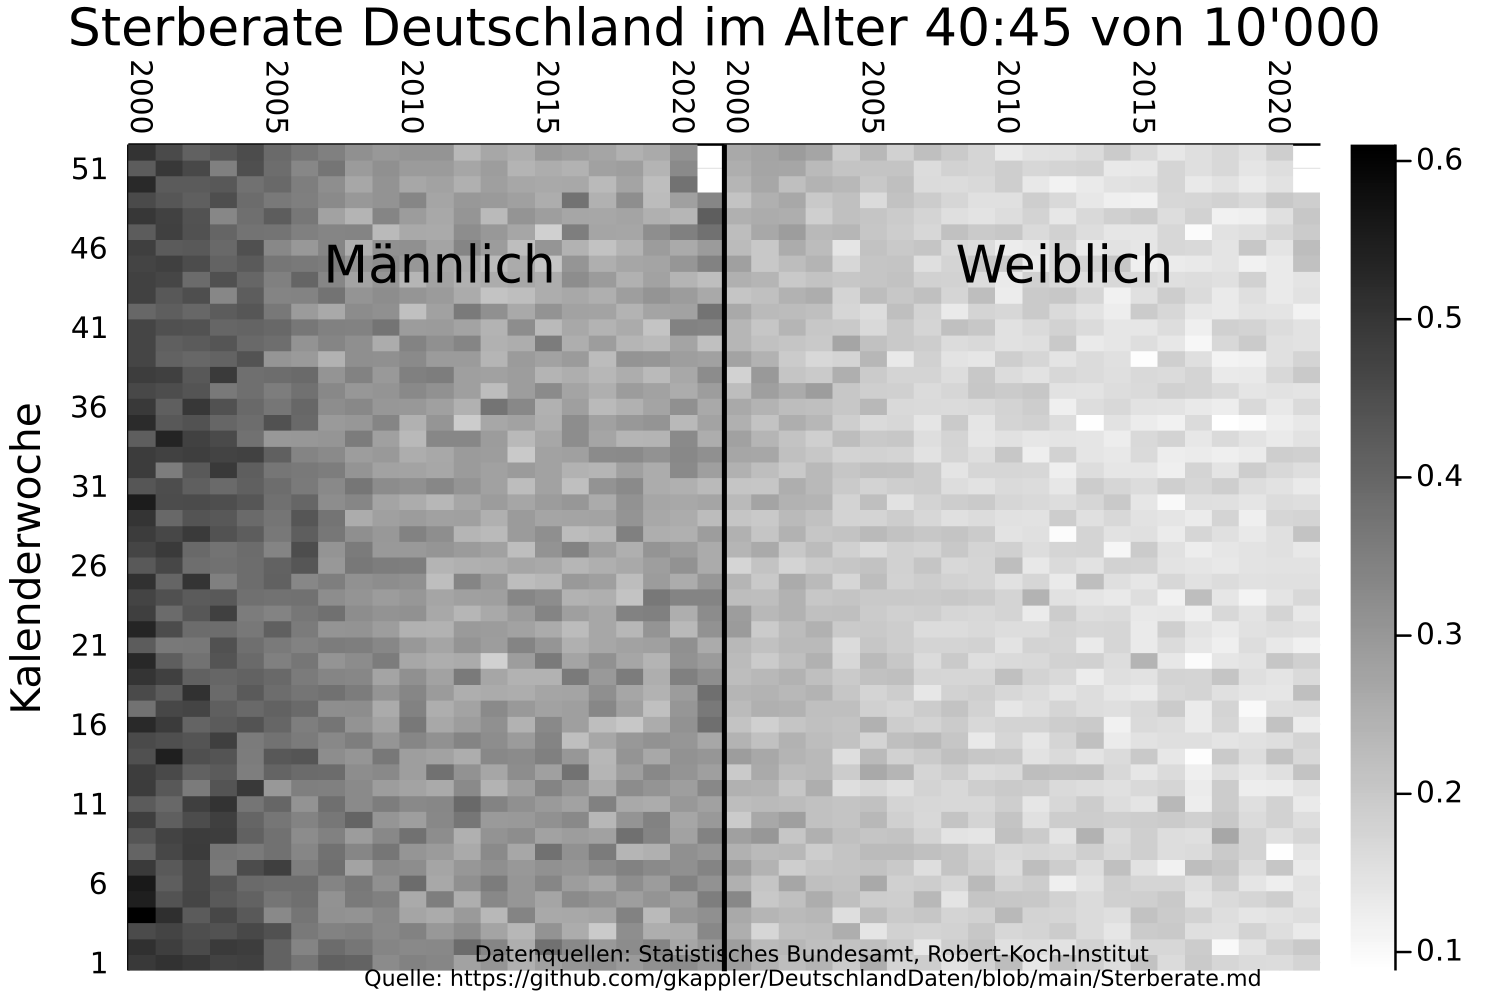 Sterberate Deutschland im Alter 40:45 von 10'000
2000 2005 2010 2015 2020 2000 2005 2010 2015 2020
51
46
41
36
31
26
21
16
11
6
1
Kalenderwoche
Männlich Weiblich
0.6
0.5
0.4
0.3
0.2
0.1
Datenquellen: Statistisches Bundesamt, Robert-Koch-Institut
Quelle: https://github.com/gkappler/DeutschlandDaten/blob/main/Sterberate.md